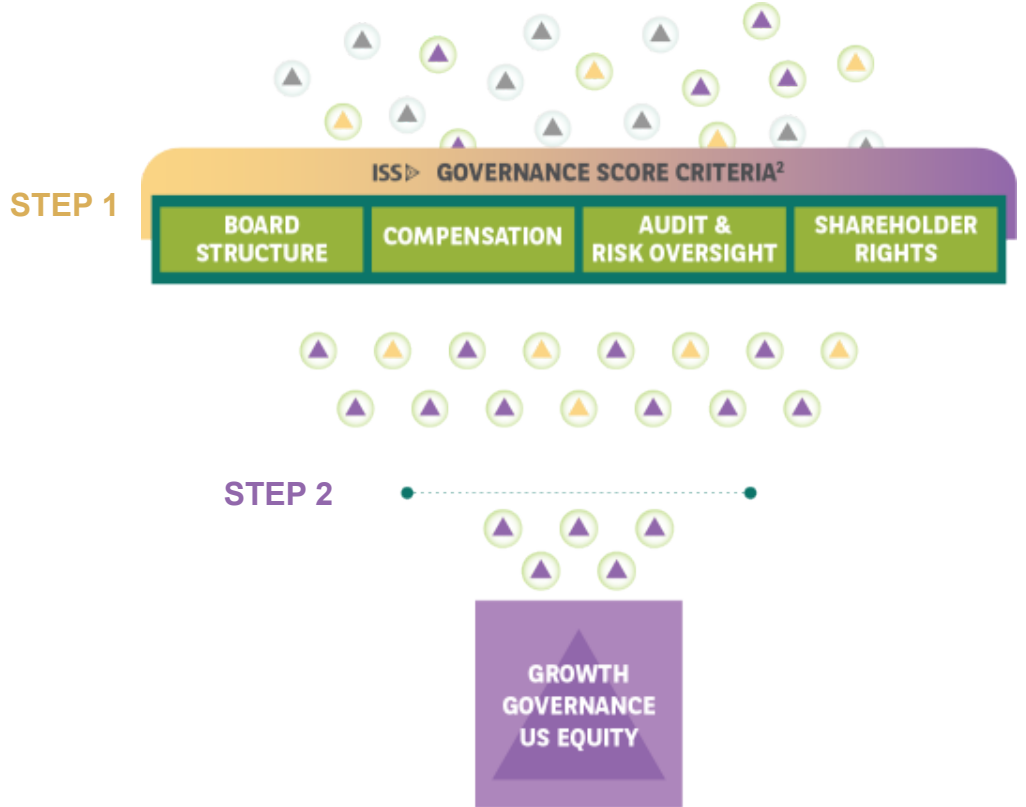 ISS GOVERNANCE SCORE CRITERIA²
STEP 1
BOARD
STRUCTURE
COMPENSATION
AUDIT &
RISK OVERSIGHT
SHAREHOLDER
RIGHTS
STEP 2
GROWTH
GOVERNANCE
US EQUITY